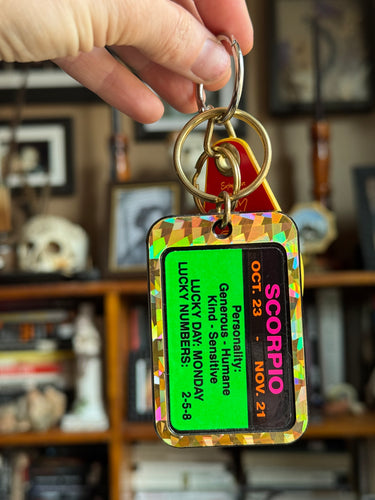 SCORPIO
OCT. 23 - NOV. 21
Personality:
Generous - Humane
Kind - Sensitive
LUCKY DAY: MONDAY
LUCKY NUMBERS: 2-5-8